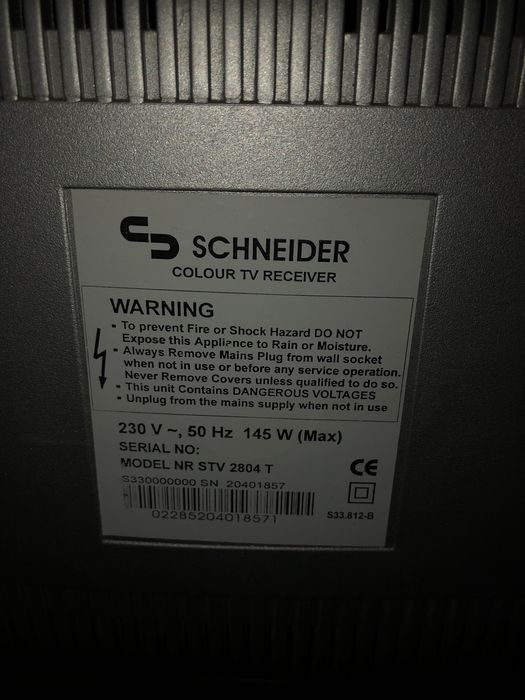 SCHNEIDER
COLOUR TV RECEIVER
WARNING
- To prevent Fire or Shock Hazard DO NOT
Expose this Appliance to Rain or Moisture.
- Always Remove Mains Plug from wall socket
when not in use or before any service operation.
Never Remove Covers unless qualified to do so.
- This unit Contains DANGEROUS VOLTAGES
- Unplug from the mains supply when not in use
230 V ~, 50 Hz 145 W (Max)
SERIAL NO:
MODEL NR STV 2804 T
CE
S330000000 SN 20401857
02285204018571
S33.812-B